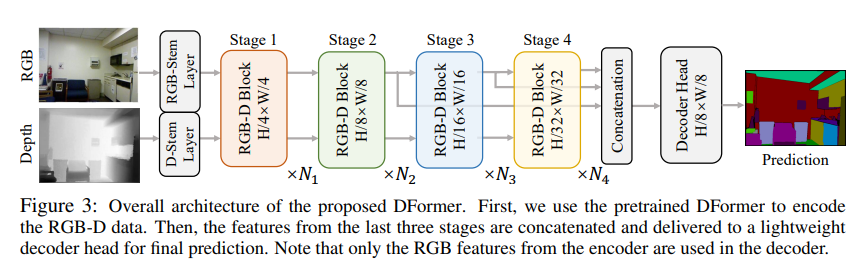 RGB
Depth
RGB-Stem
Layer
D-Stem
Layer
Stage 1
RGB-D Block
H/4×W/4
×N1
Stage 2
RGB-D Block
H/8×W/8
×N2
Stage 3
RGB-D Block
H/16×W/16
×N3
Stage 4
RGB-D Block
H/32×W/32
×N4
Concatenation
Decoder Head
H/8×W/8
Prediction
Figure 3: Overall architecture of the proposed DFormer. First, we use the pretrained DFormer to encode
the RGB-D data. Then, the features from the last three stages are concatenated and delivered to a lightweight
decoder head for final prediction. Note that only the RGB features from the encoder are used in the decoder.